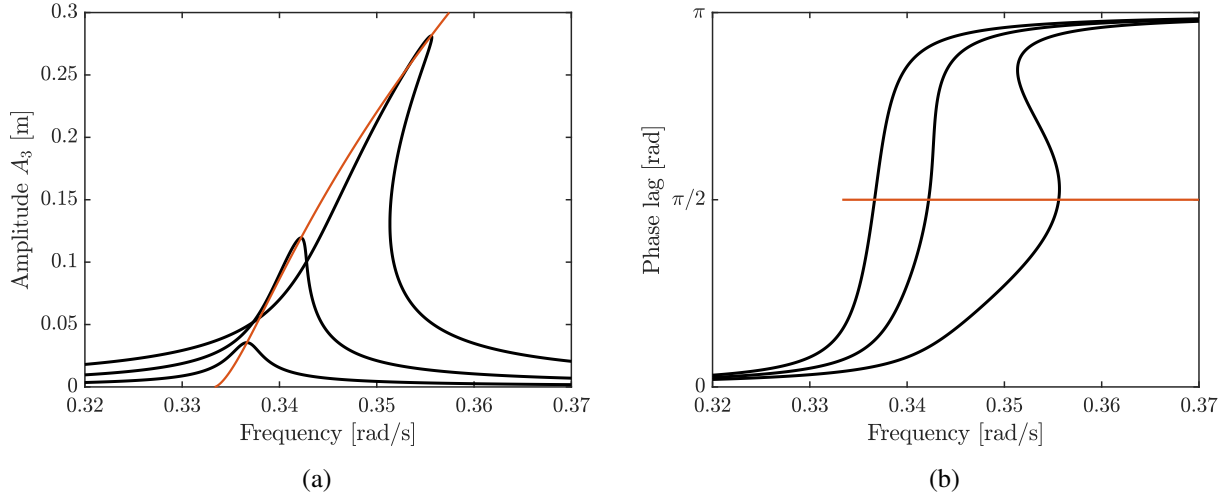 0.3
0.25
0.2
0.15
0.1
0.05
0
Amplitude A₃ [m]
0.32 0.33 0.34 0.35 0.36 0.37
Frequency [rad/s]
(a)
π
π/2
0
Phase lag [rad]
0.32 0.33 0.34 0.35 0.36 0.37
Frequency [rad/s]
(b)